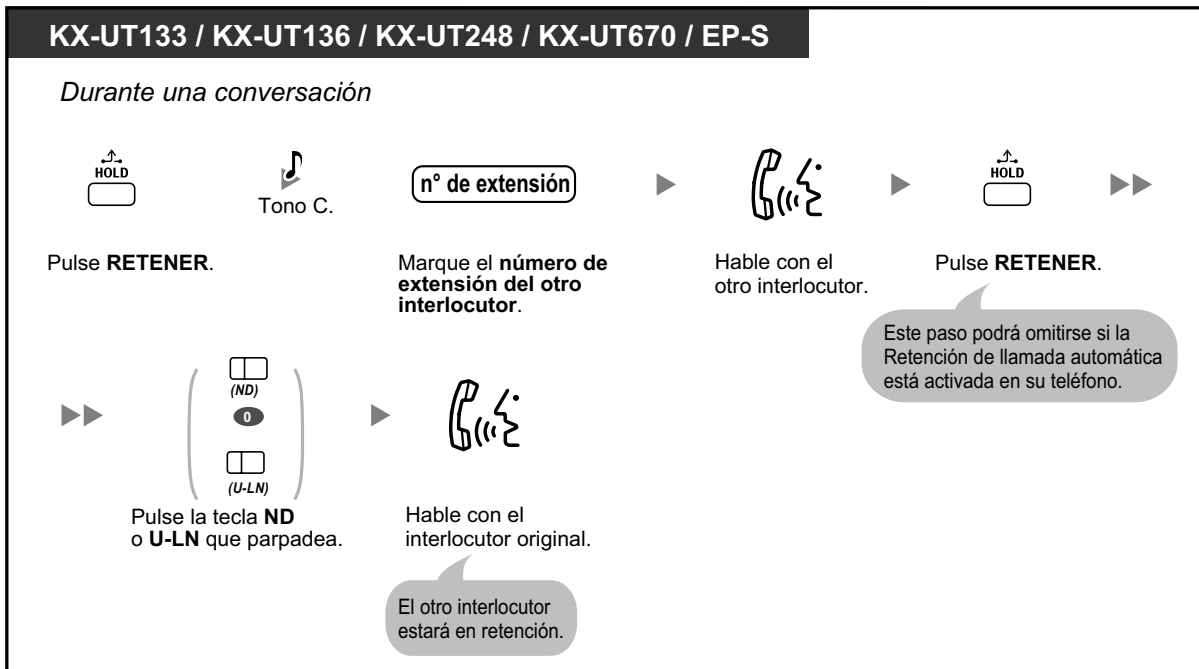 KX-UT133 / KX-UT136 / KX-UT248 / KX-UT670 / EP-S
Durante una conversación
HOLD
Tono C.
n° de extensión
HOLD
Pulse RETENER.
Marque el número de
extensión del otro
interlocutor.
Hable con el
otro interlocutor.
Pulse RETENER.
Este paso podrá omitirse si la
Retención de llamada automática
está activada en su teléfono.
(ND)
0
(U-LN)
Pulse la tecla ND
o U-LN que parpadea.
Hable con el
interlocutor original.
El otro interlocutor
estará en retención.